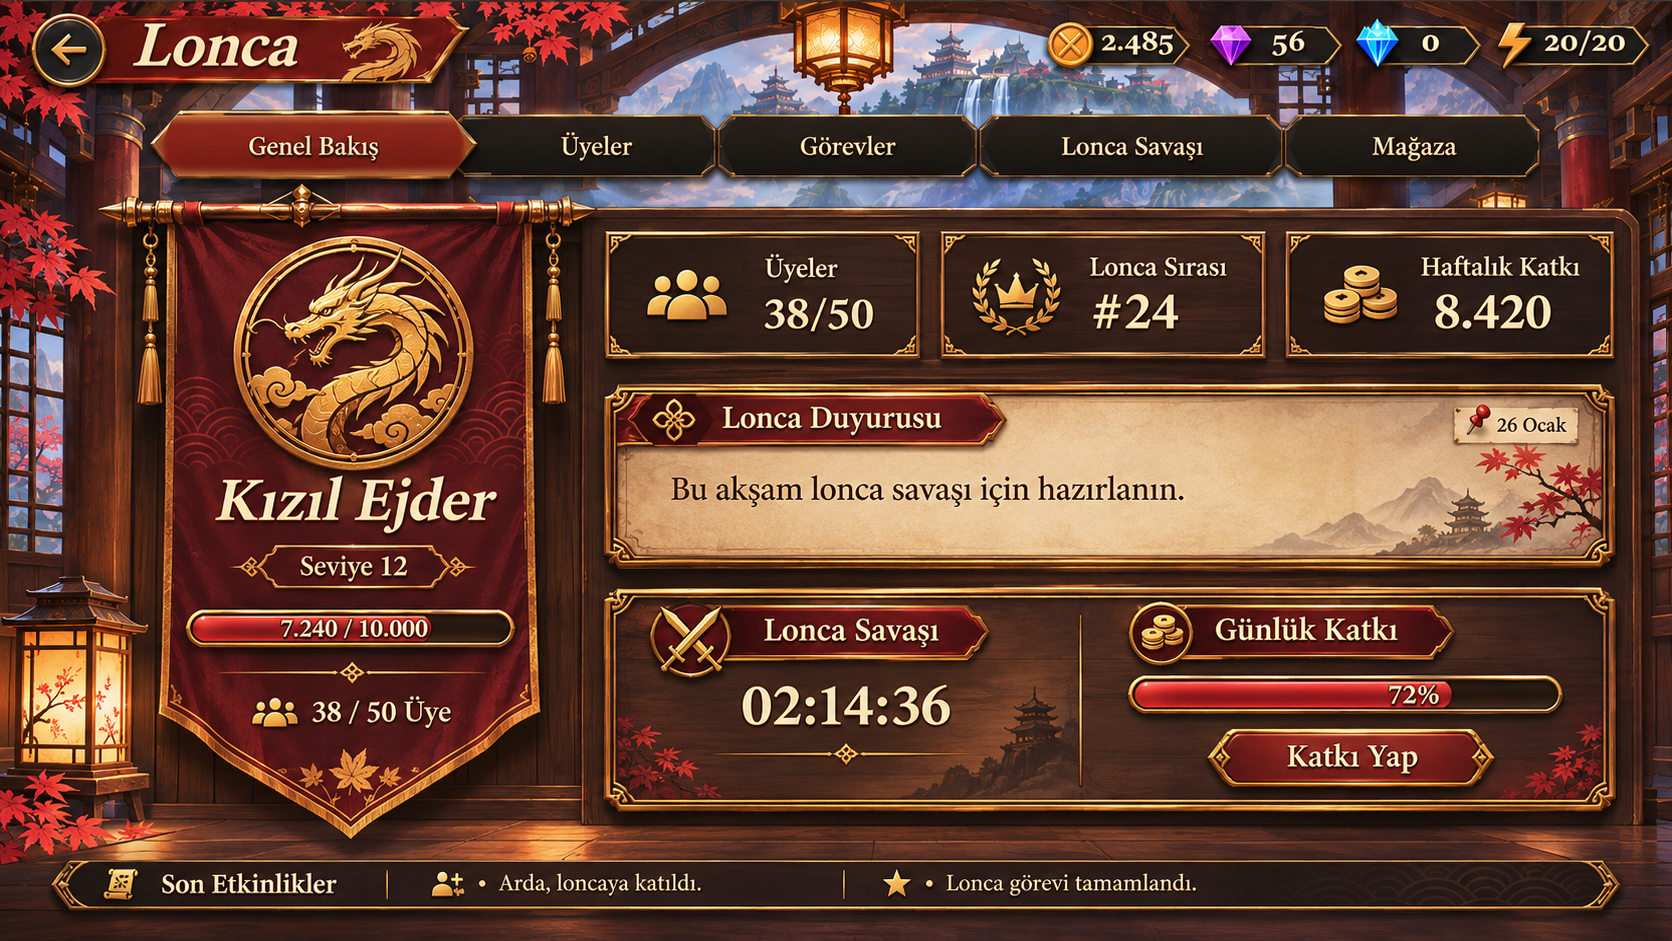 Lonca
2.485
56
0
20/20
Genel Bakış
Üyeler
Görevler
Lonca Savaşı
Mağaza
Kızıl Ejder
Seviye 12
7.240 / 10.000
38 / 50 Üye
Üyeler
38/50
Lonca Sırası
#24
Haftalık Katkı
8.420
Lonca Duyurusu
26 Ocak
Bu akşam lonca savaşı için hazırlanın.
Lonca Savaşı
02:14:36
Günlük Katkı
72%
Katkı Yap
Son Etkinlikler
• Arda, loncaya katıldı.
• Lonca görevi tamamlandı.